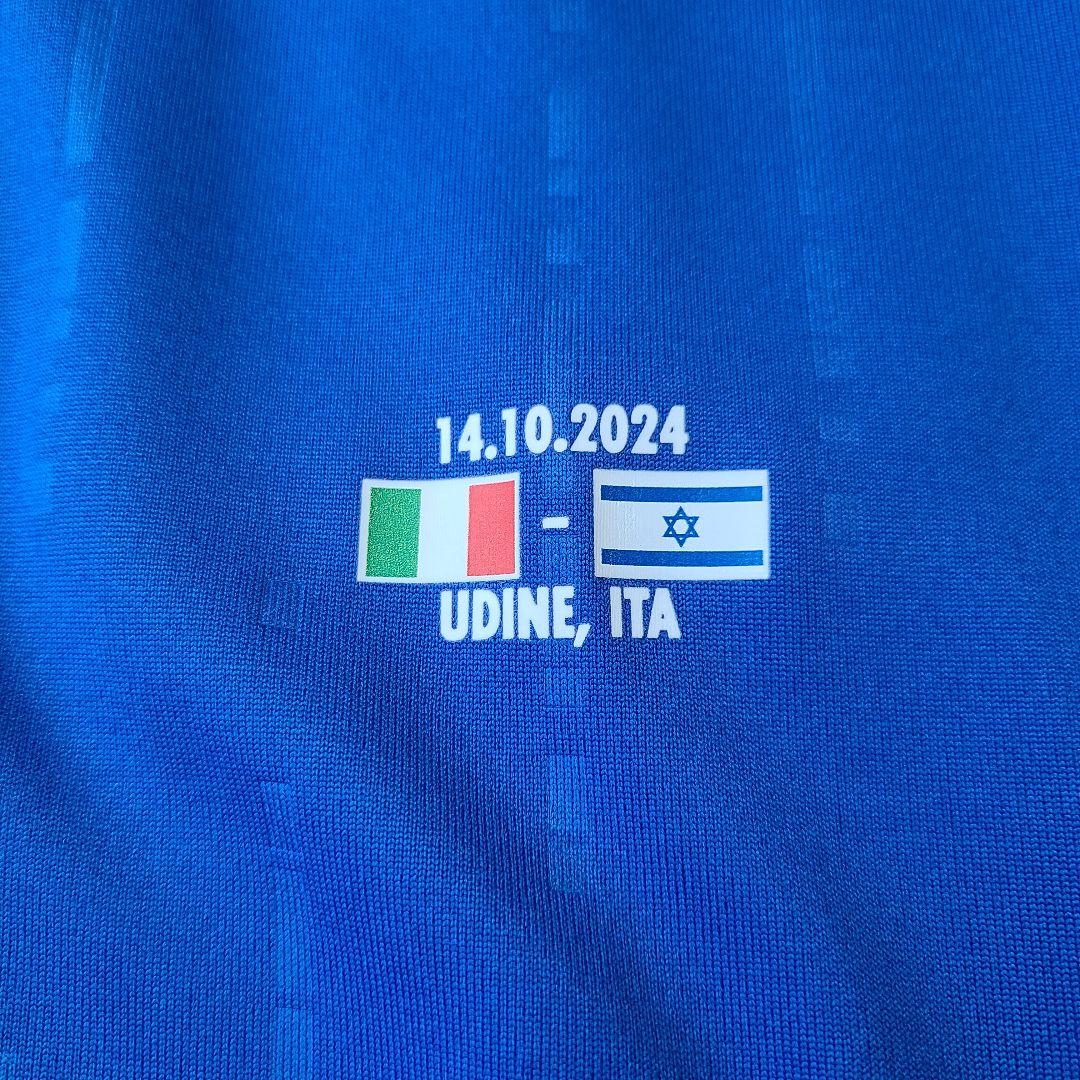 14.10.2024
-
UDINE, ITA